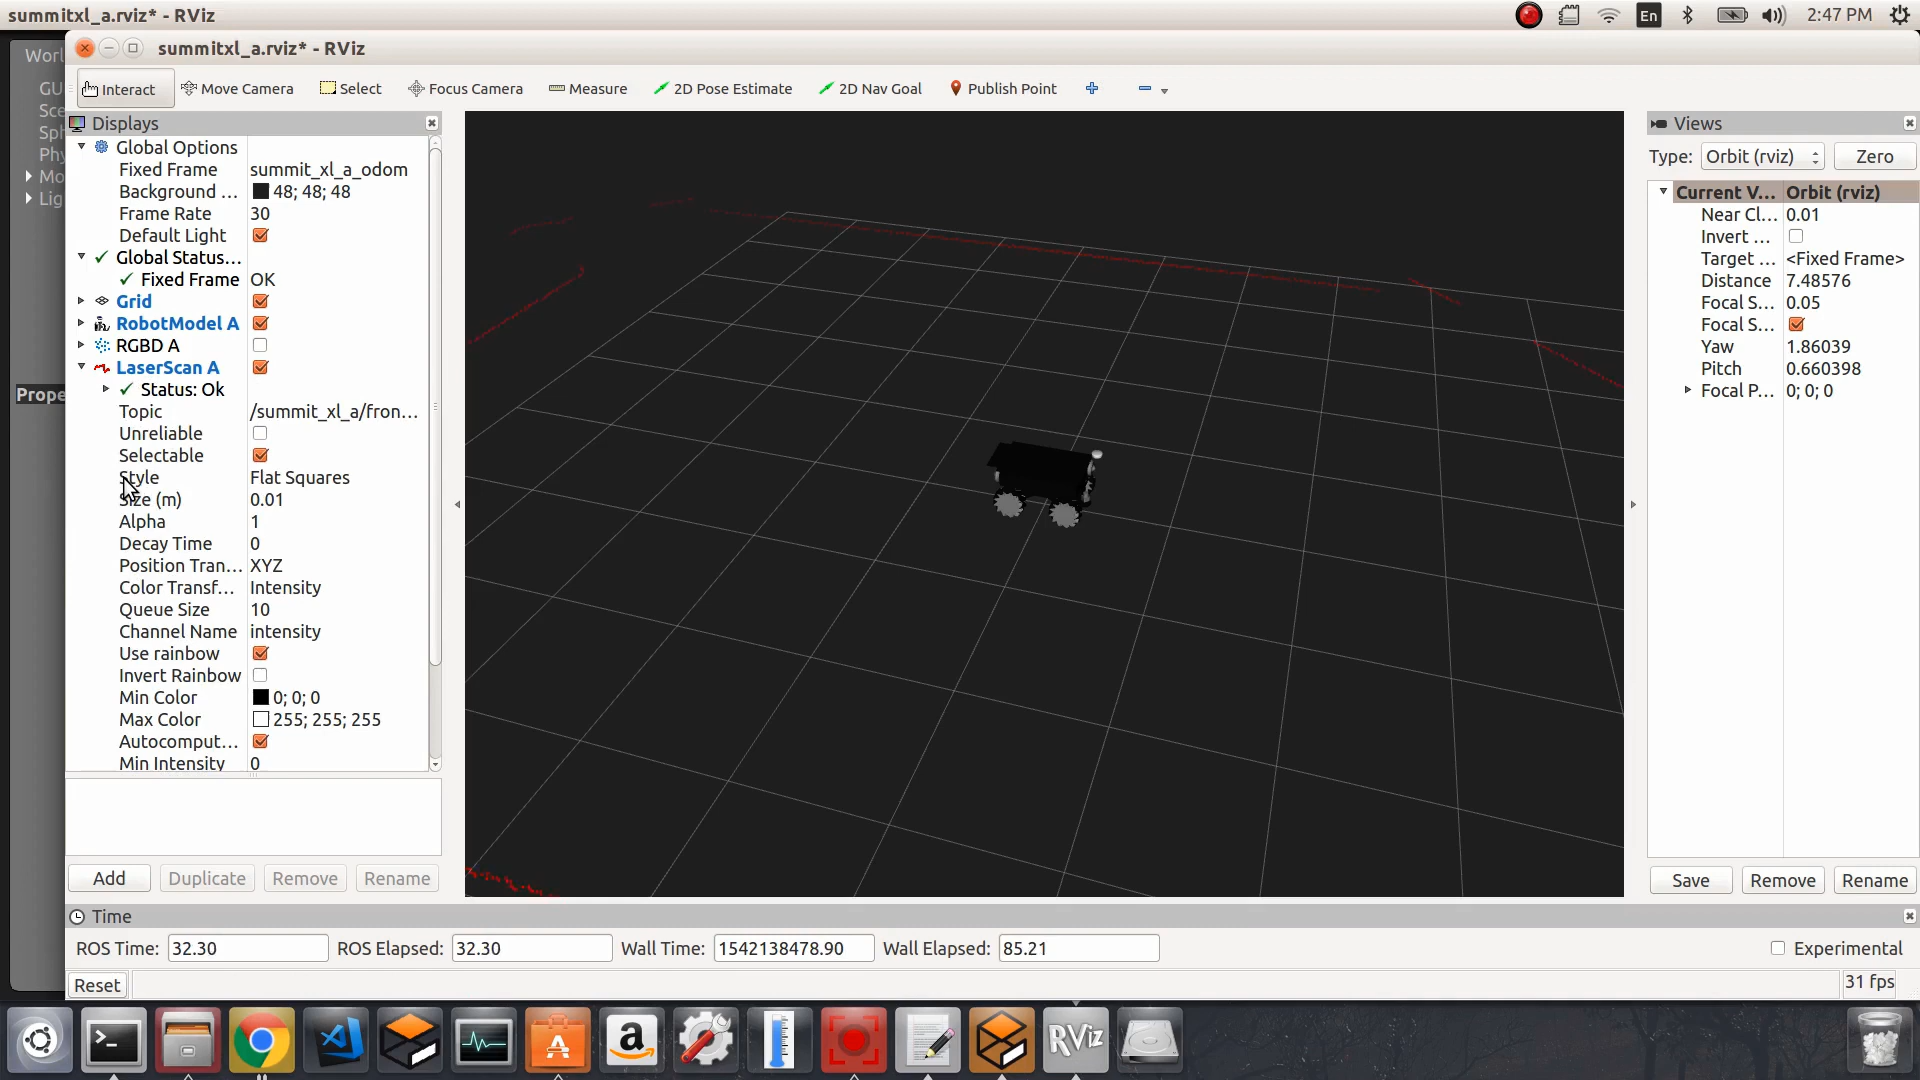 summitxl_a.rviz* - RViz
En
2:47 PM
Worl
summitxl_a.rviz* - RViz
GU
Sce
Sph
Phy
Mo
Lig
Prope
Interact
Move Camera
Select
Focus Camera
Measure
2D Pose Estimate
2D Nav Goal
Publish Point
Displays
Global Options
Fixed Frame summit_xl_a_odom
Background ... 48; 48; 48
Frame Rate 30
Default Light
Global Status...
Fixed Frame OK
Grid
RobotModel A
RGBD A
LaserScan A
Status: Ok
Topic /summit_xl_a/fron...
Unreliable
Selectable
Style Flat Squares
Size (m) 0.01
Alpha 1
Decay Time 0
Position Tran... XYZ
Color Transf... Intensity
Queue Size 10
Channel Name intensity
Use rainbow
Invert Rainbow
Min Color 0; 0; 0
Max Color 255; 255; 255
Autocomput...
Min Intensity 0
Add
Duplicate
Remove
Rename
Views
Type: Orbit (rviz) Zero
Current V... Orbit (rviz)
Near Cl... 0.01
Invert ...
Target ... <Fixed Frame>
Distance 7.48576
Focal S... 0.05
Focal S...
Yaw 1.86039
Pitch 0.660398
Focal P... 0; 0; 0
Save
Remove
Rename
Time
ROS Time: 32.30 ROS Elapsed: 32.30 Wall Time: 1542138478.90 Wall Elapsed: 85.21 Experimental
Reset 31 fps
A
a
RViz